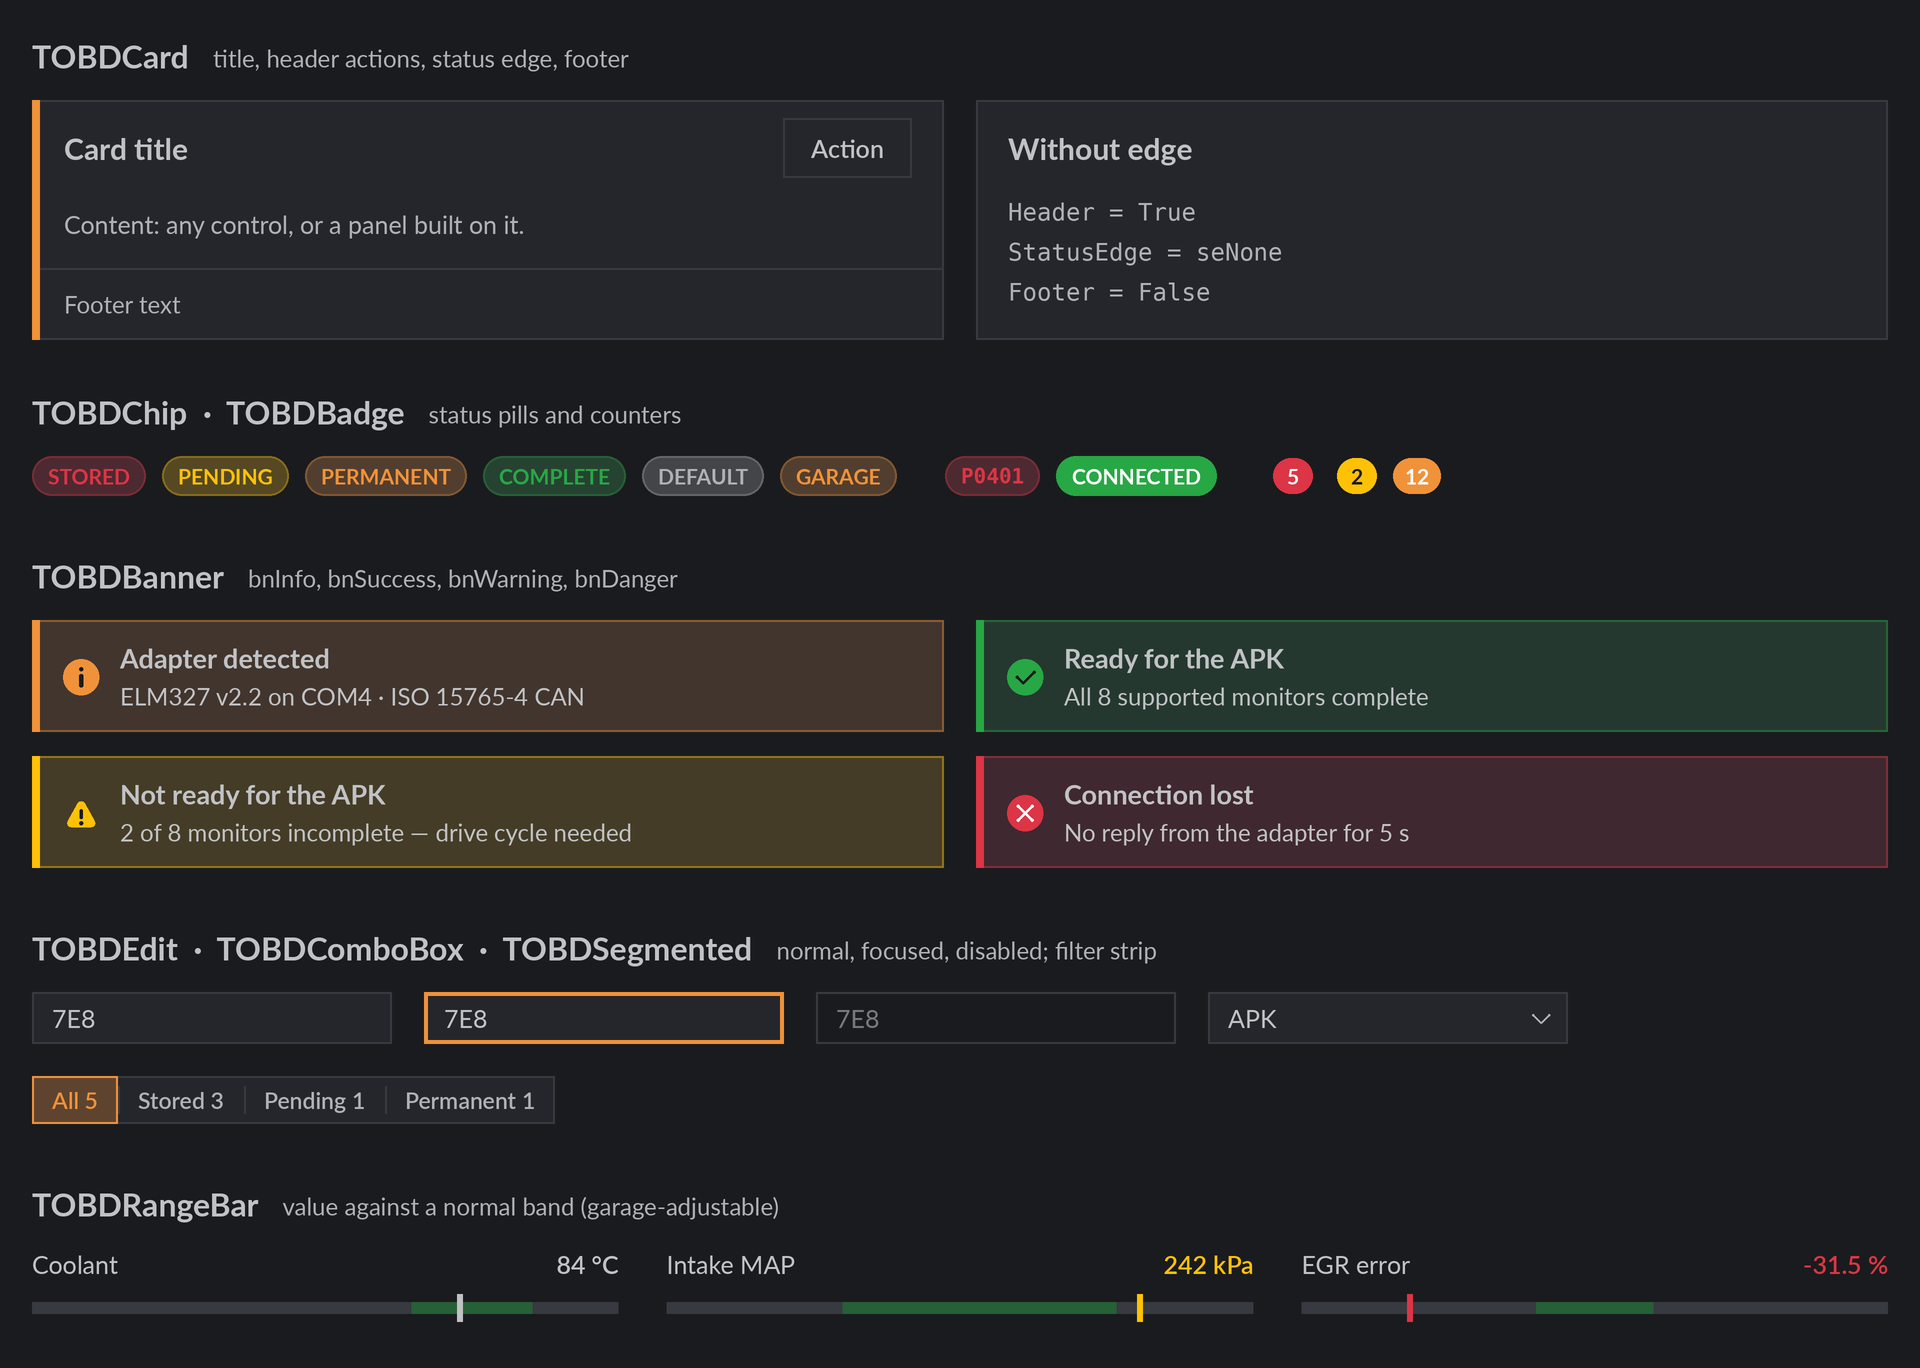 TOBDCard title, header actions, status edge, footer
Card title
Action
Content: any control, or a panel built on it.
Footer text
Without edge
Header = True
StatusEdge = seNone
Footer = False
TOBDChip · TOBDBadge status pills and counters
STORED PENDING PERMANENT COMPLETE DEFAULT GARAGE P0401 CONNECTED 5 2 12
TOBDBanner bnInfo, bnSuccess, bnWarning, bnDanger
Adapter detected
ELM327 v2.2 on COM4 · ISO 15765-4 CAN
Ready for the APK
All 8 supported monitors complete
Not ready for the APK
2 of 8 monitors incomplete — drive cycle needed
Connection lost
No reply from the adapter for 5 s
TOBDEdit · TOBDComboBox · TOBDSegmented normal, focused, disabled; filter strip
7E8 7E8 7E8 APK
All 5 Stored 3 Pending 1 Permanent 1
TOBDRangeBar value against a normal band (garage-adjustable)
Coolant 84 °C
Intake MAP 242 kPa
EGR error -31.5 %